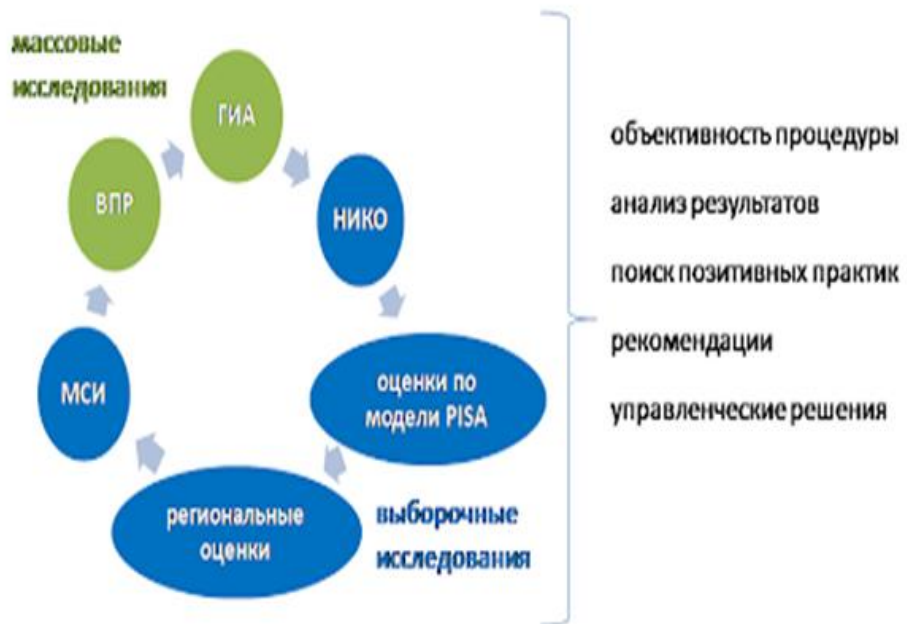 массовые
исследования
ГИА
ВПР
НИКО
МСИ
оценки по
модели PISA
региональные
оценки
выборочные
исследования
объективность процедуры
анализ результатов
поиск позитивных практик
рекомендации
управленческие решения